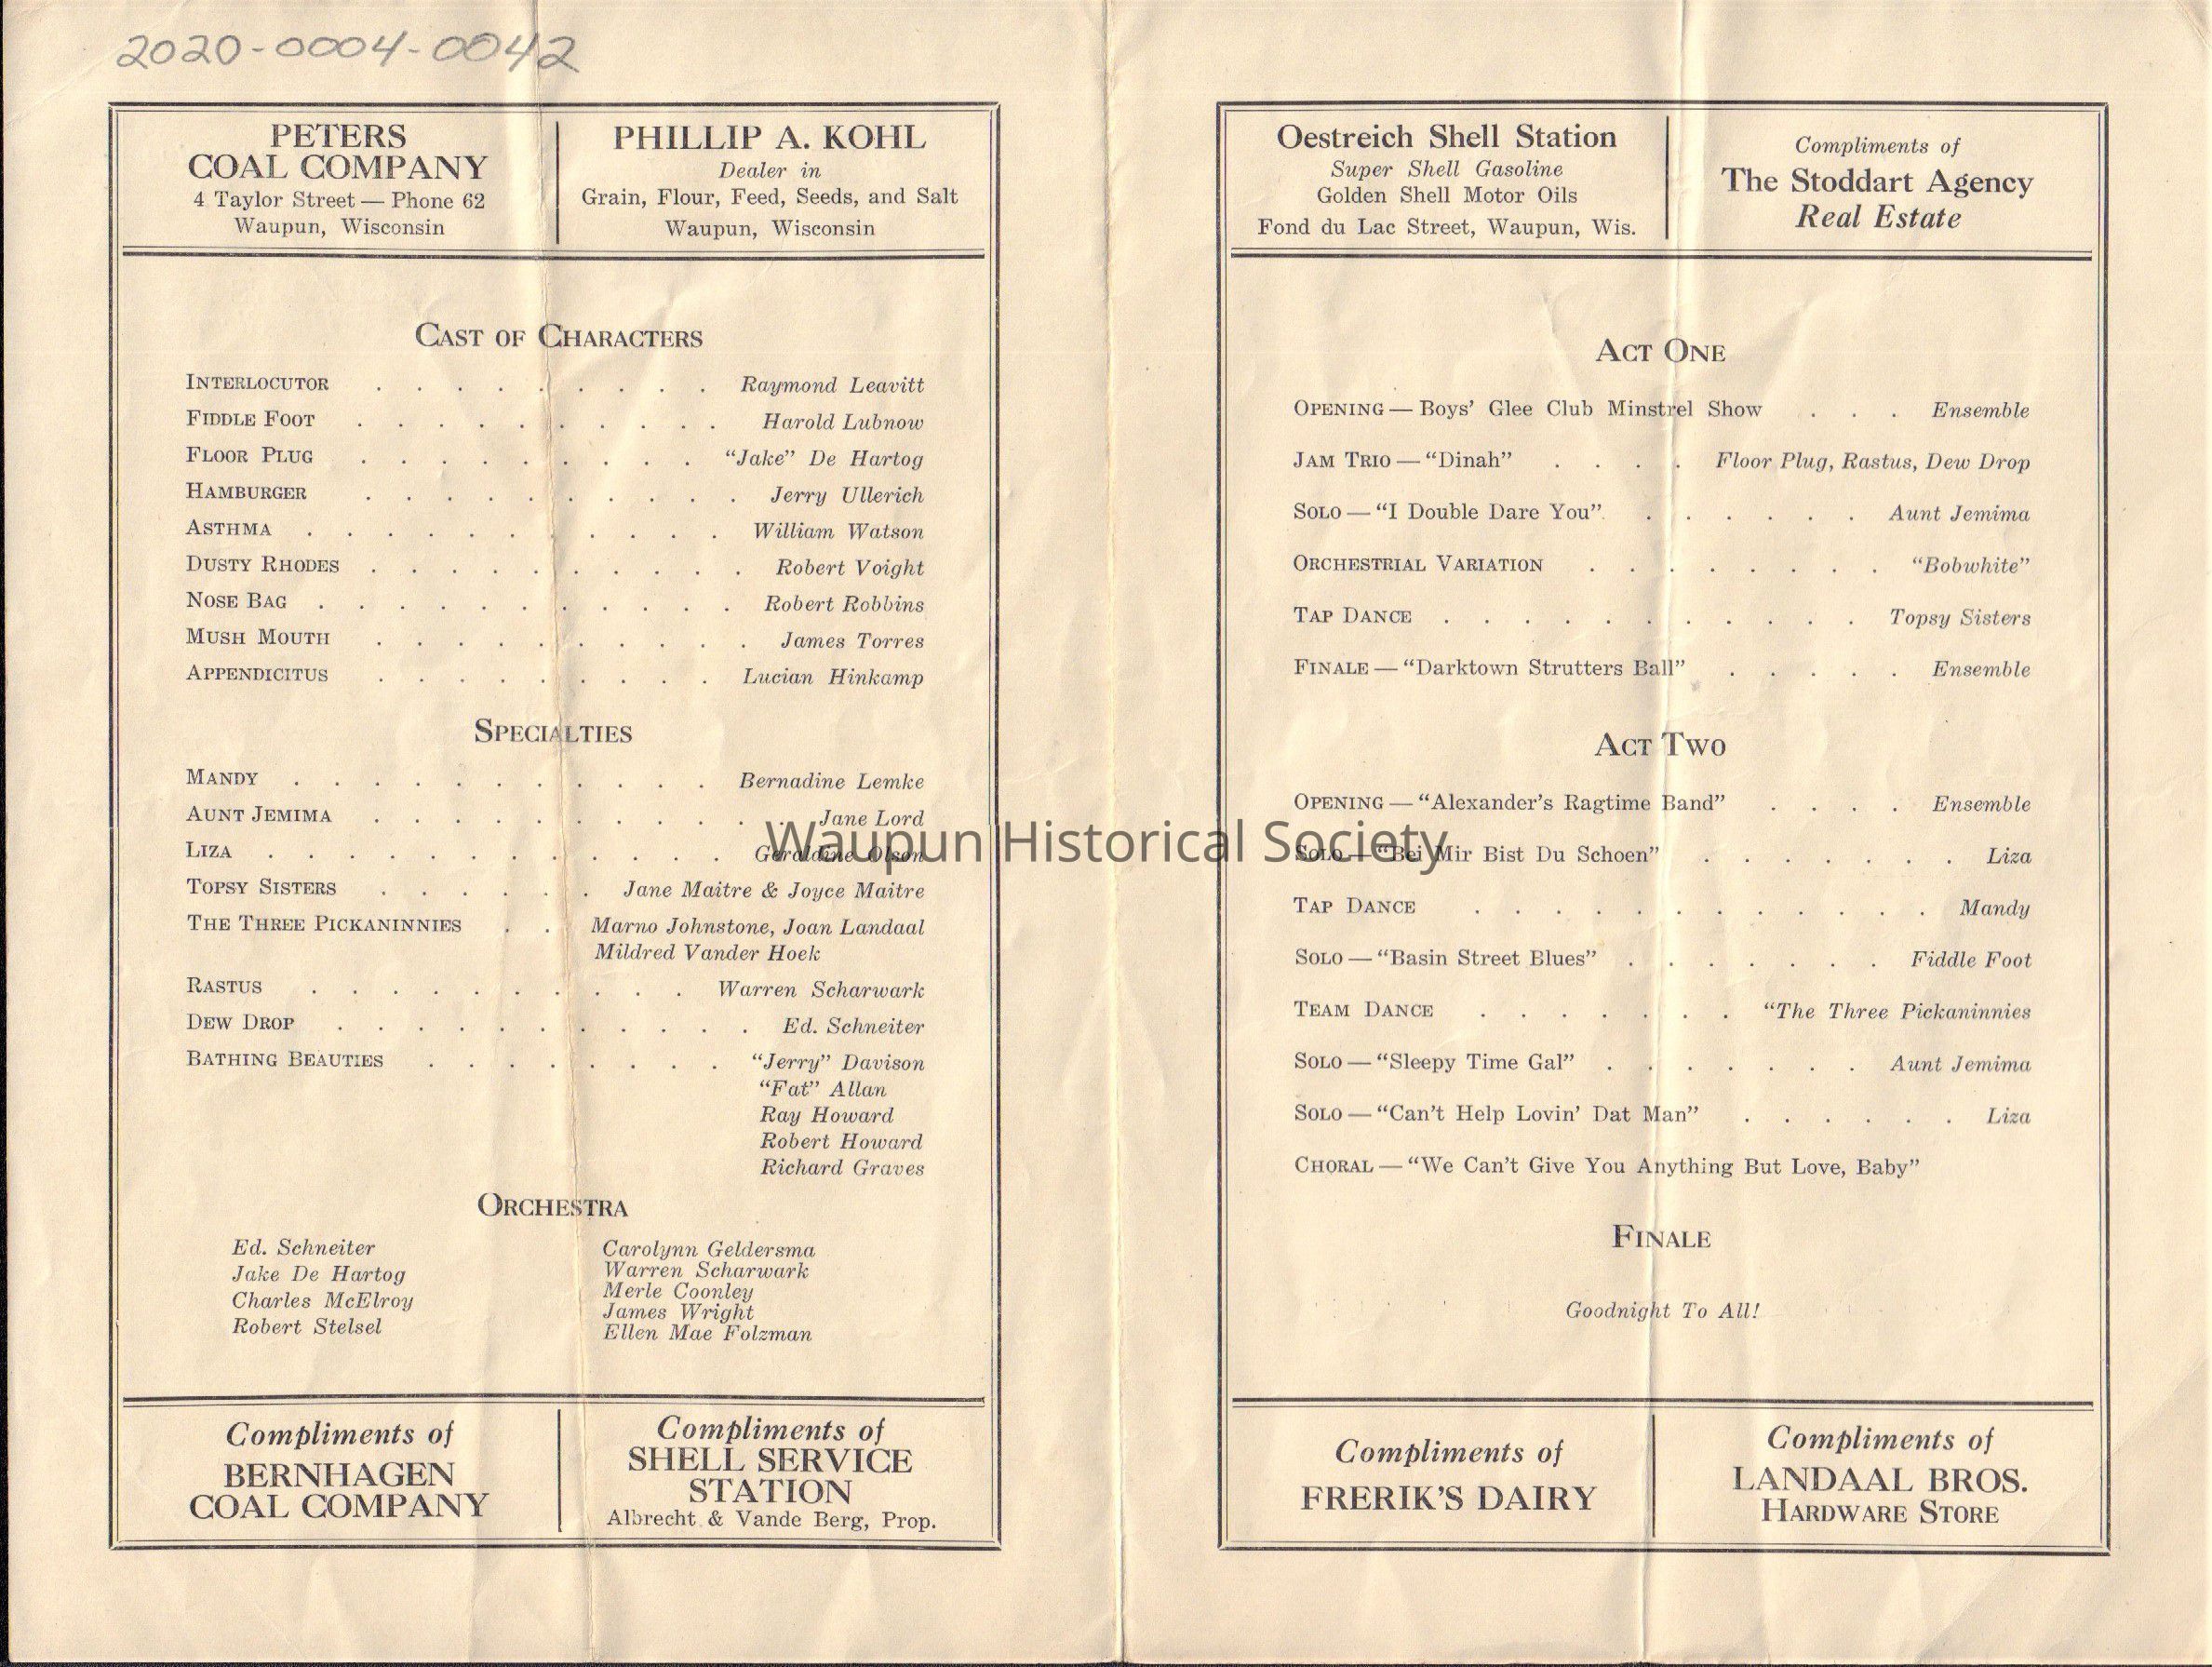 2020-0004-0042
PETERS
COAL COMPANY
4 Taylor Street — Phone 62
Waupun, Wisconsin
PHILLIP A. KOHL
Dealer in
Grain, Flour, Feed, Seeds, and Salt
Waupun, Wisconsin
CAST OF CHARACTERS
INTERLOCUTOR . . . . . . . . . Raymond Leavitt
FIDDLE FOOT . . . . . . . . . . Harold Lubnow
FLOOR PLUG . . . . . . . . . "Jake" De Hartog
HAMBURGER . . . . . . . . . . Jerry Ullerich
ASTHMA . . . . . . . . . . . William Watson
DUSTY RHODES . . . . . . . . . . Robert Voight
NOSE BAG . . . . . . . . . . . Robert Robbins
MUSH MOUTH . . . . . . . . . . James Torres
APPENDICITUS . . . . . . . . . Lucian Hinkamp
SPECIALTIES
MANDY . . . . . . . . . . . Bernadine Lemke
AUNT JEMIMA . . . . . . . . . . . Jane Lord
LIZA . . . . . . . . . . . . Geraldine Olson
TOPSY SISTERS . . . . . . Jane Maitre & Joyce Maitre
THE THREE PICKANINNIES . . Marno Johnstone, Joan Landaal
Mildred Vander Hoek
RASTUS . . . . . . . . . . Warren Scharwark
DEW DROP . . . . . . . . . . . Ed. Schneiter
BATHING BEAUTIES . . . . . . . . "Jerry" Davison
"Fat" Allan
Ray Howard
Robert Howard
Richard Graves
ORCHESTRA
Ed. Schneiter
Jake De Hartog
Charles McElroy
Robert Stelsel
Carolynn Geldersma
Warren Scharwark
Merle Coonley
James Wright
Ellen Mae Folzman
Compliments of
BERNHAGEN
COAL COMPANY
Compliments of
SHELL SERVICE
STATION
Albrecht & Vande Berg, Prop.
Oestreich Shell Station
Super Shell Gasoline
Golden Shell Motor Oils
Fond du Lac Street, Waupun, Wis.
Compliments of
The Stoddart Agency
Real Estate
ACT ONE
OPENING — Boys' Glee Club Minstrel Show . . . Ensemble
JAM TRIO — "Dinah" . . . . Floor Plug, Rastus, Dew Drop
SOLO — "I Double Dare You" . . . . . . Aunt Jemima
ORCHESTRIAL VARIATION . . . . . . . . "Bobwhite"
TAP DANCE . . . . . . . . . . . Topsy Sisters
FINALE — "Darktown Strutters Ball" . . . . . Ensemble
ACT TWO
OPENING — "Alexander's Ragtime Band" . . . . Ensemble
SOLO — "Bei Mir Bist Du Schoen" . . . . . . . Liza
TAP DANCE . . . . . . . . . . . . Mandy
SOLO — "Basin Street Blues" . . . . . . . Fiddle Foot
TEAM DANCE . . . . . . . "The Three Pickaninnies
SOLO — "Sleepy Time Gal" . . . . . . . Aunt Jemima
SOLO — "Can't Help Lovin' Dat Man" . . . . . . Liza
CHORAL — "We Can't Give You Anything But Love, Baby"
FINALE
Goodnight To All!
Compliments of
FRERIK'S DAIRY
Compliments of
LANDAAL BROS.
HARDWARE STORE
Waupun Historical Society